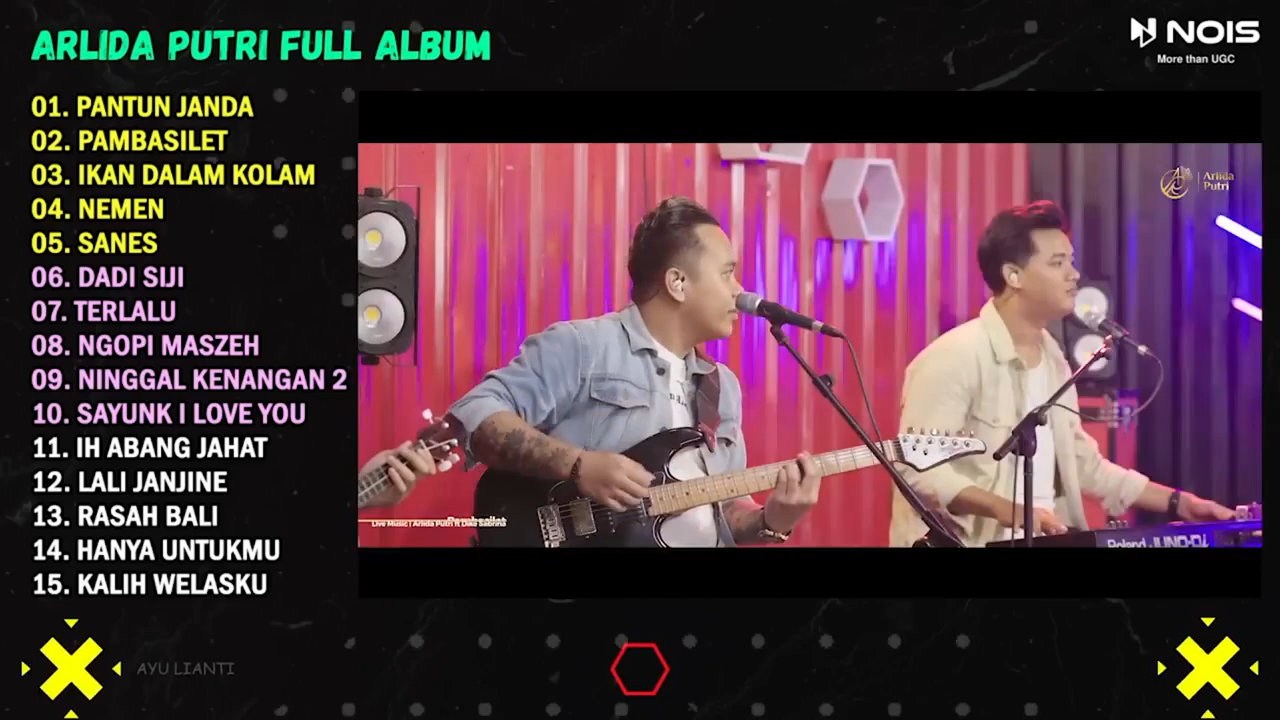 ARLIDA PUTRI FULL ALBUM
NOIS
More than UGC
01. PANTUN JANDA
02. PAMBASILET
03. IKAN DALAM KOLAM
04. NEMEN
05. SANES
06. DADI SIJI
07. TERLALU
08. NGOPI MASZEH
09. NINGGAL KENANGAN 2
10. SAYUNK I LOVE YOU
11. IH ABANG JAHAT
12. LALI JANJINE
13. RASAH BALI
14. HANYA UNTUKMU
15. KALIH WELASKU
Arlida
Putri
Pambasilet
Live Music | Arlida Putri ft Dike Sabrina
Roland JUNO-D
AYU LIANTI